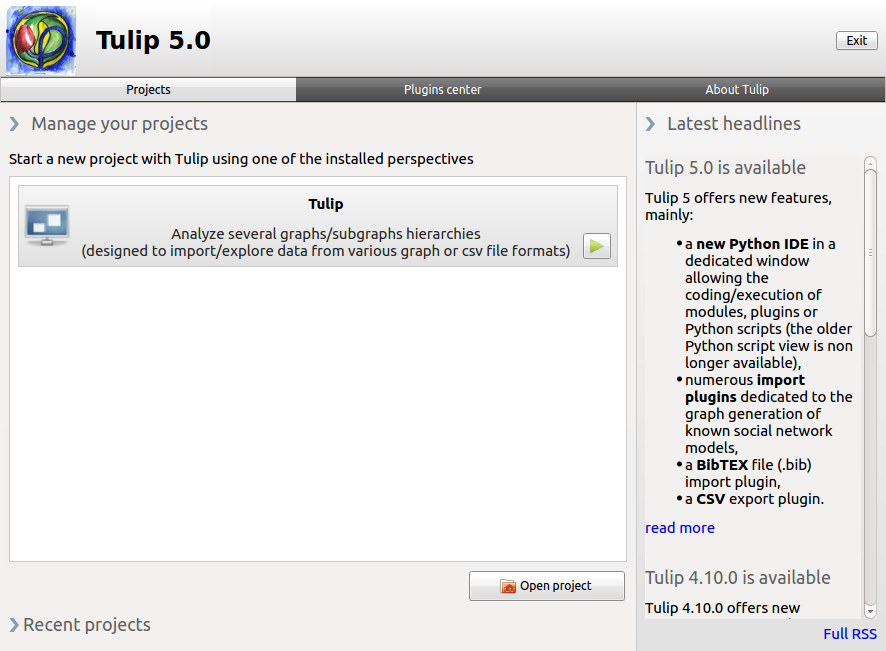 Tulip 5.0
Exit
Projects
Plugins center
About Tulip
Manage your projects
Start a new project with Tulip using one of the installed perspectives
Tulip
Analyze several graphs/subgraphs hierarchies
(designed to import/explore data from various graph or csv file formats)
Open project
Recent projects
Latest headlines
Tulip 5.0 is available
Tulip 5 offers new features,
mainly:
• a new Python IDE in a
dedicated window
allowing the
coding/execution of
modules, plugins or
Python scripts (the older
Python script view is non
longer available),
• numerous import
plugins dedicated to the
graph generation of
known social network
models,
• a BibTEX file (.bib)
import plugin,
• a CSV export plugin.
read more
Tulip 4.10.0 is available
Tulip 4.10.0 offers new
Full RSS